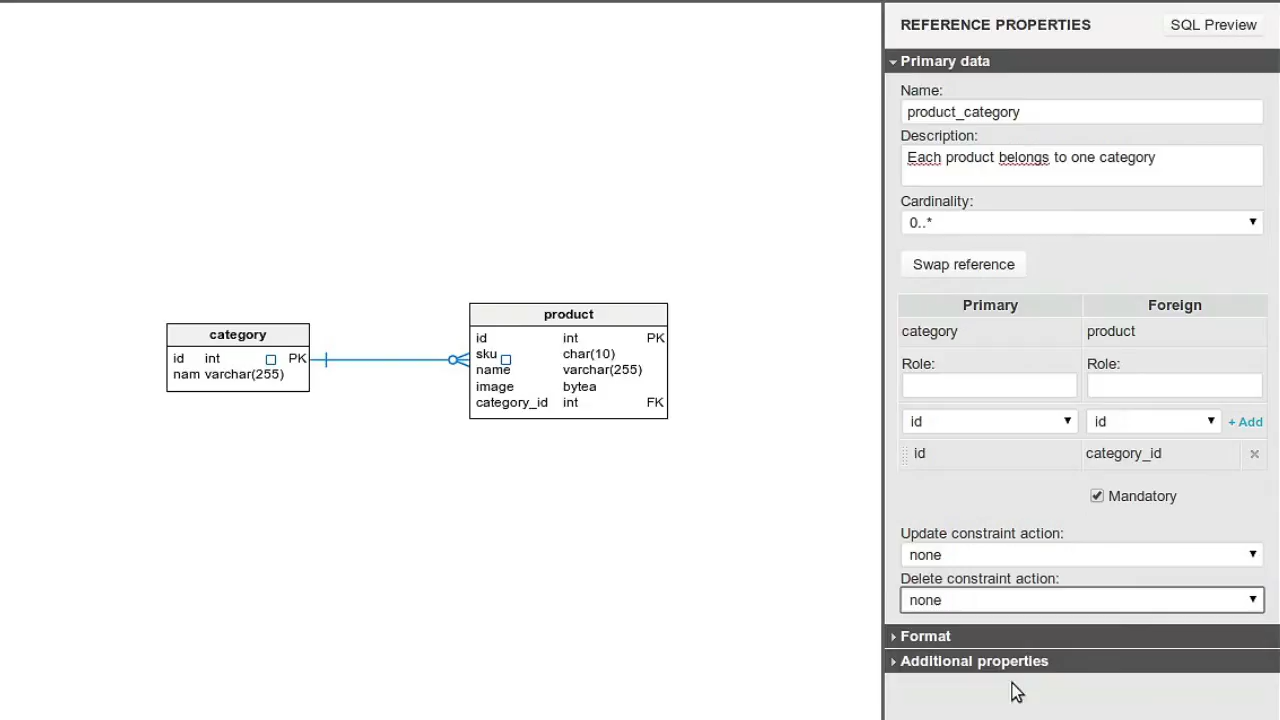 REFERENCE PROPERTIES SQL Preview
Primary data
Name:
product_category
Description:
Each product belongs to one category
Cardinality:
0..*
Swap reference
Primary Foreign
category product
Role: Role:
id id + Add
id category_id
Mandatory
Update constraint action:
none
Delete constraint action:
none
Format
Additional properties
category
id int PK
nam varchar(255)
product
id int PK
sku char(10)
name varchar(255)
image bytea
category_id int FK